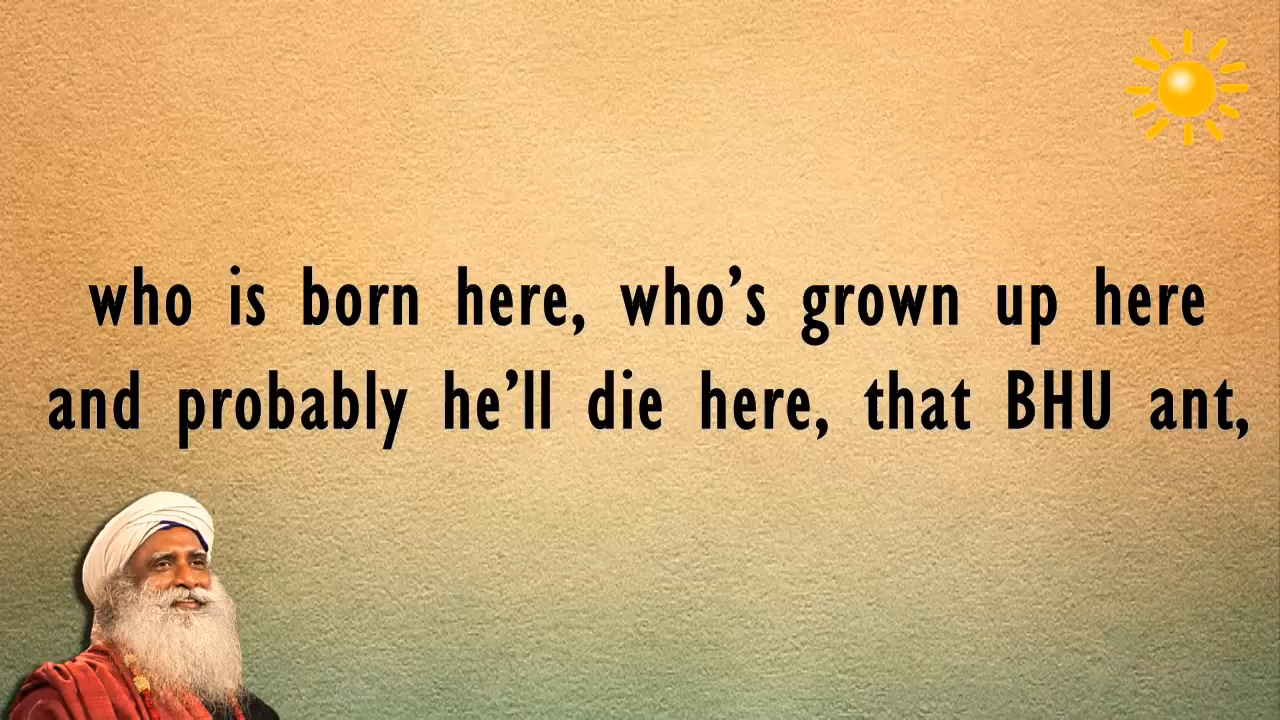 who is born here, who’s grown up here
and probably he’ll die here, that BHU ant,